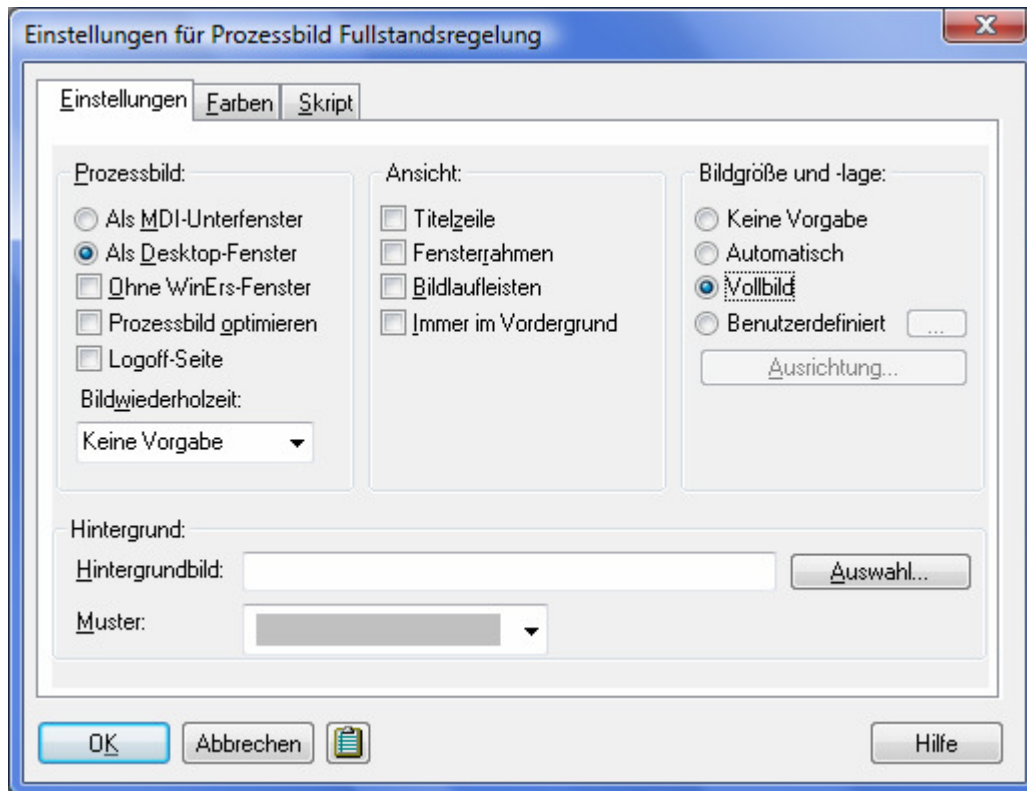 Einstellungen für Prozessbild Fullstandsregelung
Einstellungen
Farben
Skript
Prozessbild:
Als MDI-Unterfenster
Als Desktop-Fenster
Ohne WinErs-Fenster
Prozessbild optimieren
Logoff-Seite
Bildwiederholzeit:
Keine Vorgabe
Ansicht:
Titelzeile
Fensterrahmen
Bildlaufleisten
Immer im Vordergrund
Bildgröße und -lage:
Keine Vorgabe
Automatisch
Vollbild
Benutzerdefiniert ...
Ausrichtung...
Hintergrund:
Hintergrundbild: Auswahl...
Muster:
OK Abbrechen Hilfe